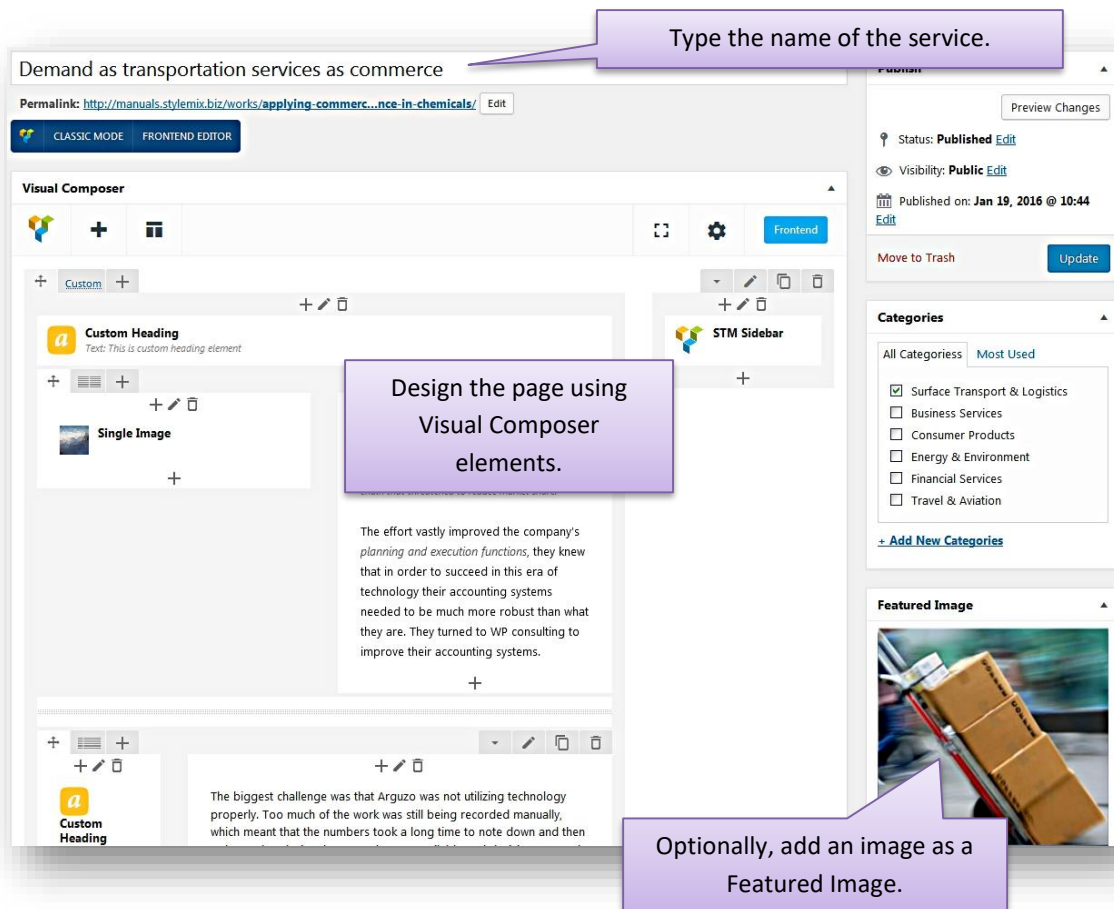 Type the name of the service.
Demand as transportation services as commerce
Permalink: http://manuals.stylemix.biz/works/applying-commerc...nce-in-chemicals/ Edit
CLASSIC MODE FRONTEND EDITOR
Visual Composer
Frontend
Custom
Custom Heading
Text: This is custom heading element
STM Sidebar
Single Image
Design the page using
Visual Composer
elements.
The effort vastly improved the company's
planning and execution functions, they knew
that in order to succeed in this era of
technology their accounting systems
needed to be much more robust than what
they are. They turned to WP consulting to
improve their accounting systems.
a
Custom
Heading
The biggest challenge was that Arguzo was not utilizing technology
properly. Too much of the work was still being recorded manually,
which meant that the numbers took a long time to note down and then
Publish
Preview Changes
Status: Published Edit
Visibility: Public Edit
Published on: Jan 19, 2016 @ 10:44
Edit
Move to Trash Update
Categories
All Categoriess Most Used
Surface Transport & Logistics
Business Services
Consumer Products
Energy & Environment
Financial Services
Travel & Aviation
+ Add New Categories
Featured Image
Optionally, add an image as a
Featured Image.